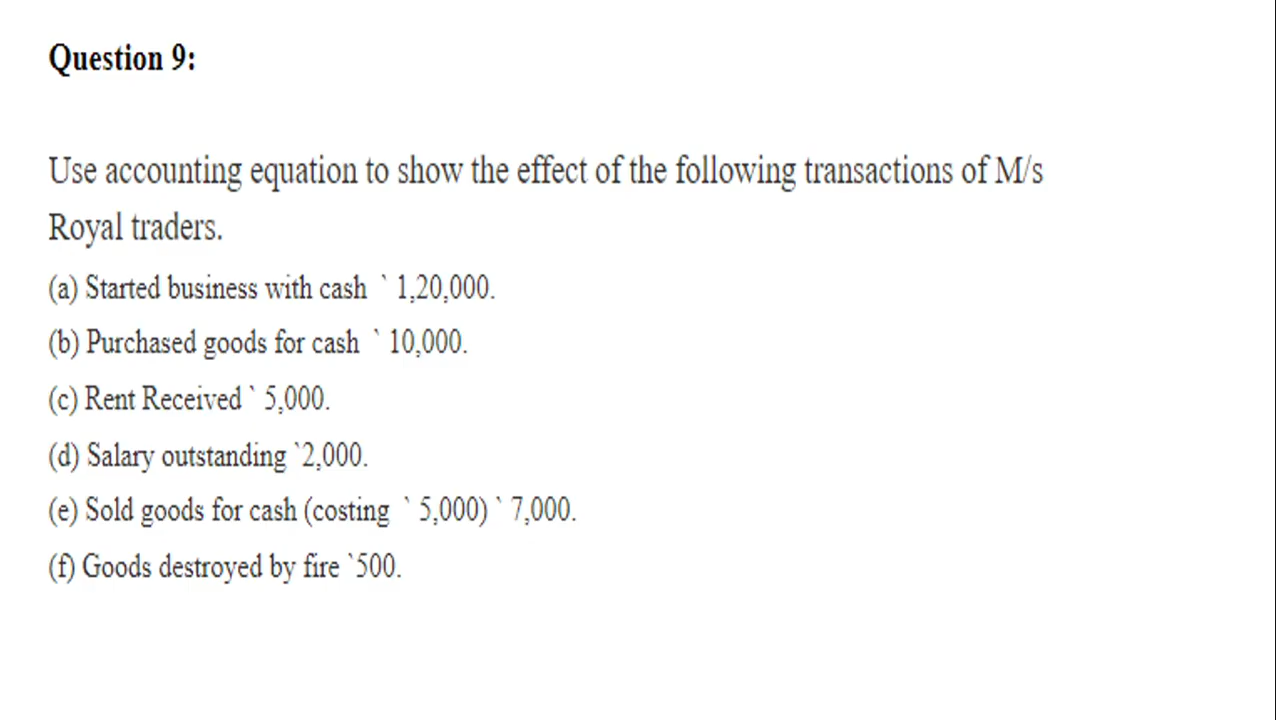 Question 9:
Use accounting equation to show the effect of the following transactions of M/s
Royal traders.
(a) Started business with cash ` 1,20,000.
(b) Purchased goods for cash ` 10,000.
(c) Rent Received ` 5,000.
(d) Salary outstanding `2,000.
(e) Sold goods for cash (costing ` 5,000) ` 7,000.
(f) Goods destroyed by fire `500.